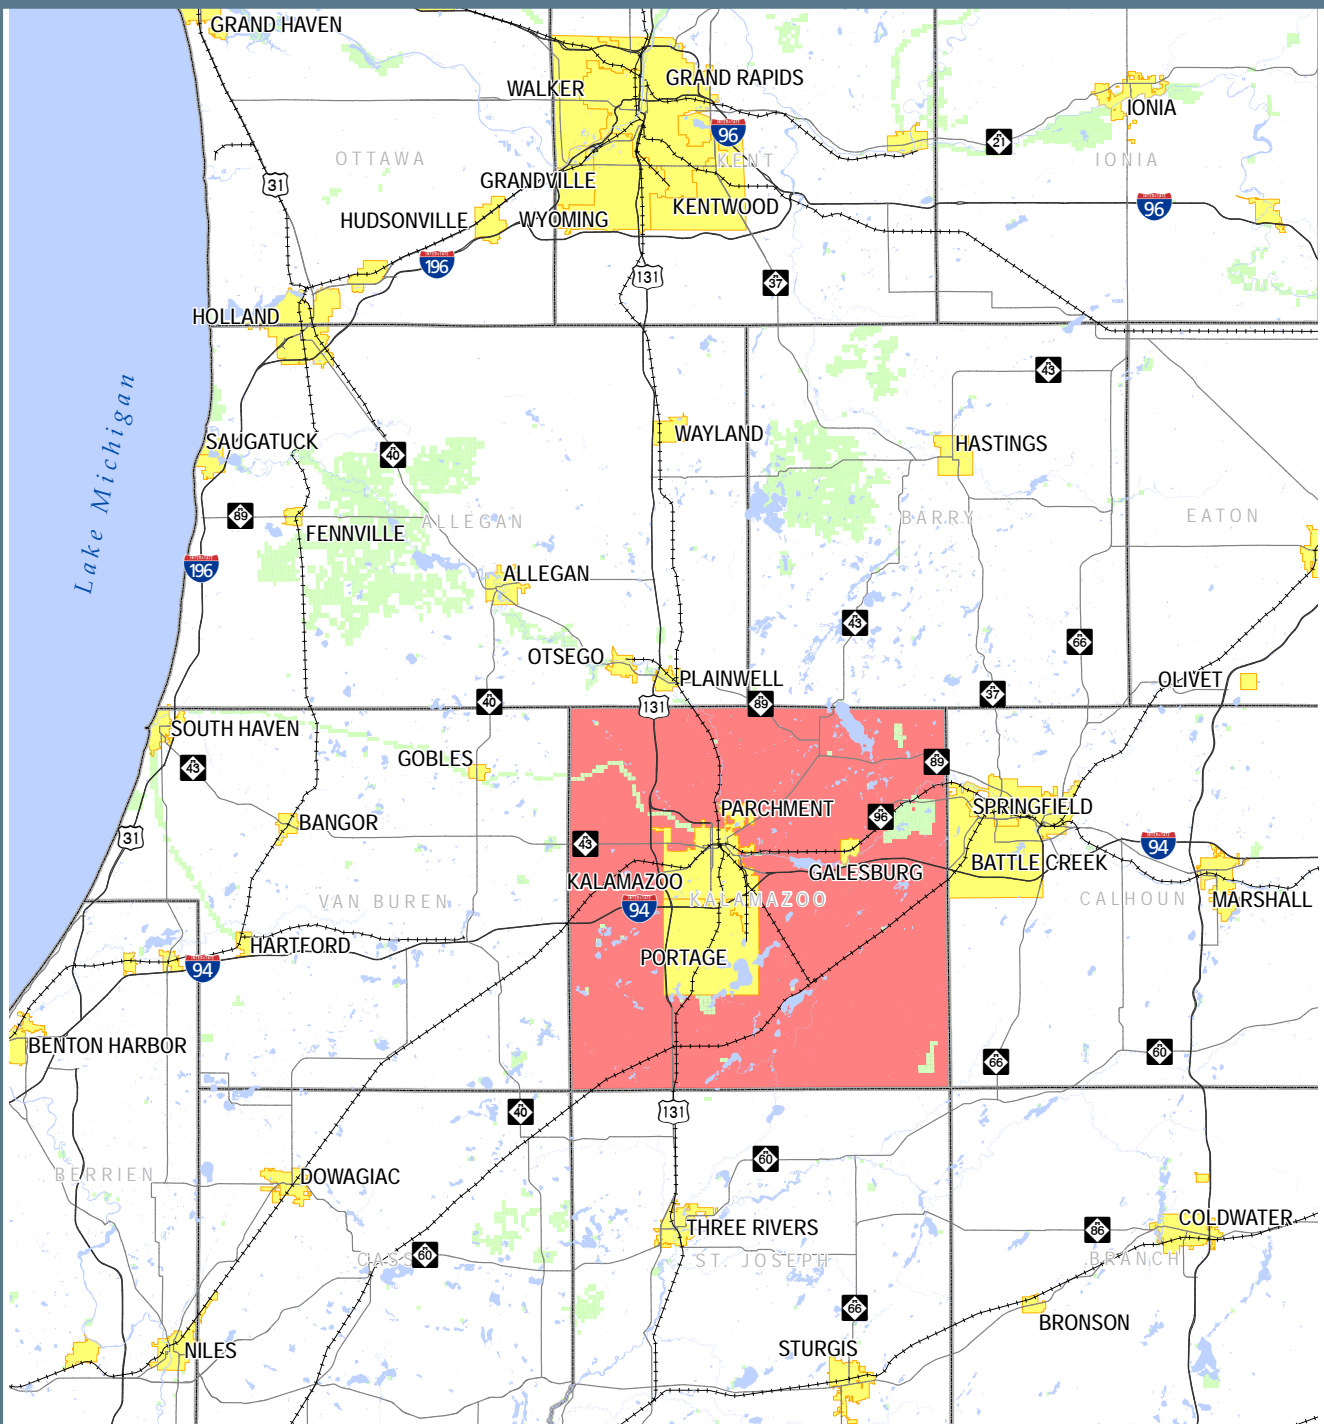 GRAND HAVEN
WALKER
GRAND RAPIDS
IONIA
96
21
OTTAWA
KENT
IONIA
31
GRANDVILLE
96
HUDSONVILLE
WYOMING
KENTWOOD
196
131
37
HOLLAND
43
Lake Michigan
WAYLAND
SAUGATUCK
HASTINGS
40
89
ALLEGAN
BARRY
EATON
FENNVILLE
196
ALLEGAN
43
66
OTSEGO
PLAINWELL
OLIVET
40
131
89
37
SOUTH HAVEN
GOBLES
43
89
PARCHMENT
SPRINGFIELD
BANGOR
96
31
43
94
GALESBURG
BATTLE CREEK
KALAMAZOO
VAN BUREN
KALAMAZOO
CALHOUN
MARSHALL
94
HARTFORD
PORTAGE
94
BENTON HARBOR
66
60
40
131
60
BERRIEN
DOWAGIAC
THREE RIVERS
COLDWATER
86
CASS
60
ST. JOSEPH
BRANCH
66
BRONSON
NILES
STURGIS